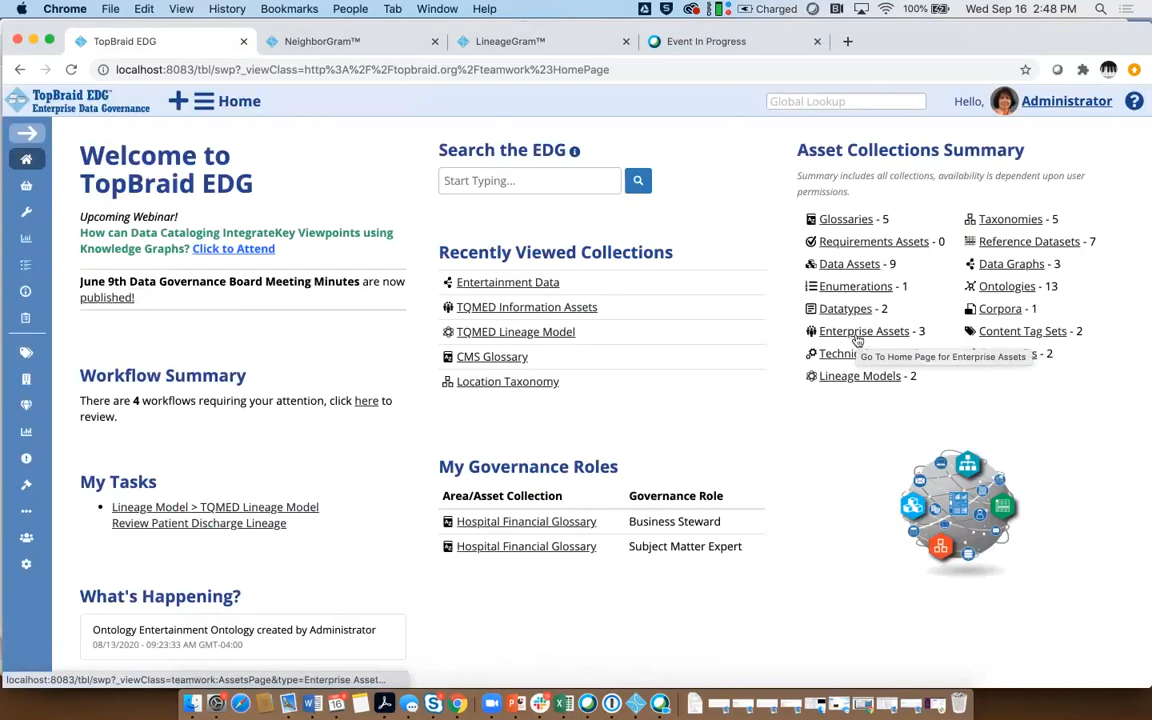 Chrome File Edit View History Bookmarks People Tab Window Help Charged 100% Wed Sep 16 2:48 PM
TopBraid EDG NeighborGram™ LineageGram™ Event In Progress
localhost:8083/tbl/swp?_viewClass=http%3A%2F%2Ftopbraid.org%2Fteamwork%23HomePage
TopBraid EDG™
Enterprise Data Governance
Home
Global Lookup
Hello, Administrator
Welcome to
TopBraid EDG
Upcoming Webinar!
How can Data Cataloging IntegrateKey Viewpoints using
Knowledge Graphs? Click to Attend
June 9th Data Governance Board Meeting Minutes are now
published!
Workflow Summary
There are 4 workflows requiring your attention, click here to
review.
My Tasks
• Lineage Model > TQMED Lineage Model
Review Patient Discharge Lineage
What's Happening?
Ontology Entertainment Ontology created by Administrator
08/13/2020 - 09:23:33 AM GMT-04:00
Search the EDG
Start Typing...
Recently Viewed Collections
Entertainment Data
TQMED Information Assets
TQMED Lineage Model
CMS Glossary
Location Taxonomy
My Governance Roles
Area/Asset Collection Governance Role
Hospital Financial Glossary Business Steward
Hospital Financial Glossary Subject Matter Expert
Asset Collections Summary
Summary includes all collections, availability is dependent upon user
permissions.
Glossaries - 5 Taxonomies - 5
Requirements Assets - 0 Reference Datasets - 7
Data Assets - 9 Data Graphs - 3
Enumerations - 1 Ontologies - 13
Datatypes - 2 Corpora - 1
Enterprise Assets - 3 Content Tag Sets - 2
Go To Home Page for Enterprise Assets - 2
Lineage Models - 2
localhost:8083/tbl/swp?_viewClass=teamwork:AssetsPage&type=Enterprise Asset...